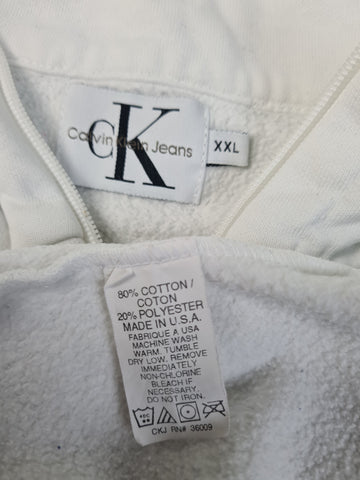 CK
Calvin Klein Jeans
XXL
80% COTTON/
COTON
20% POLYESTER
MADE IN U.S.A.
FABRIQUE A USA
MACHINE WASH
WARM. TUMBLE
DRY LOW. REMOVE
IMMEDIATELY
NON-CHLORINE
BLEACH IF
NECESSARY.
DO NOT IRON.
CKJ RN# 36009